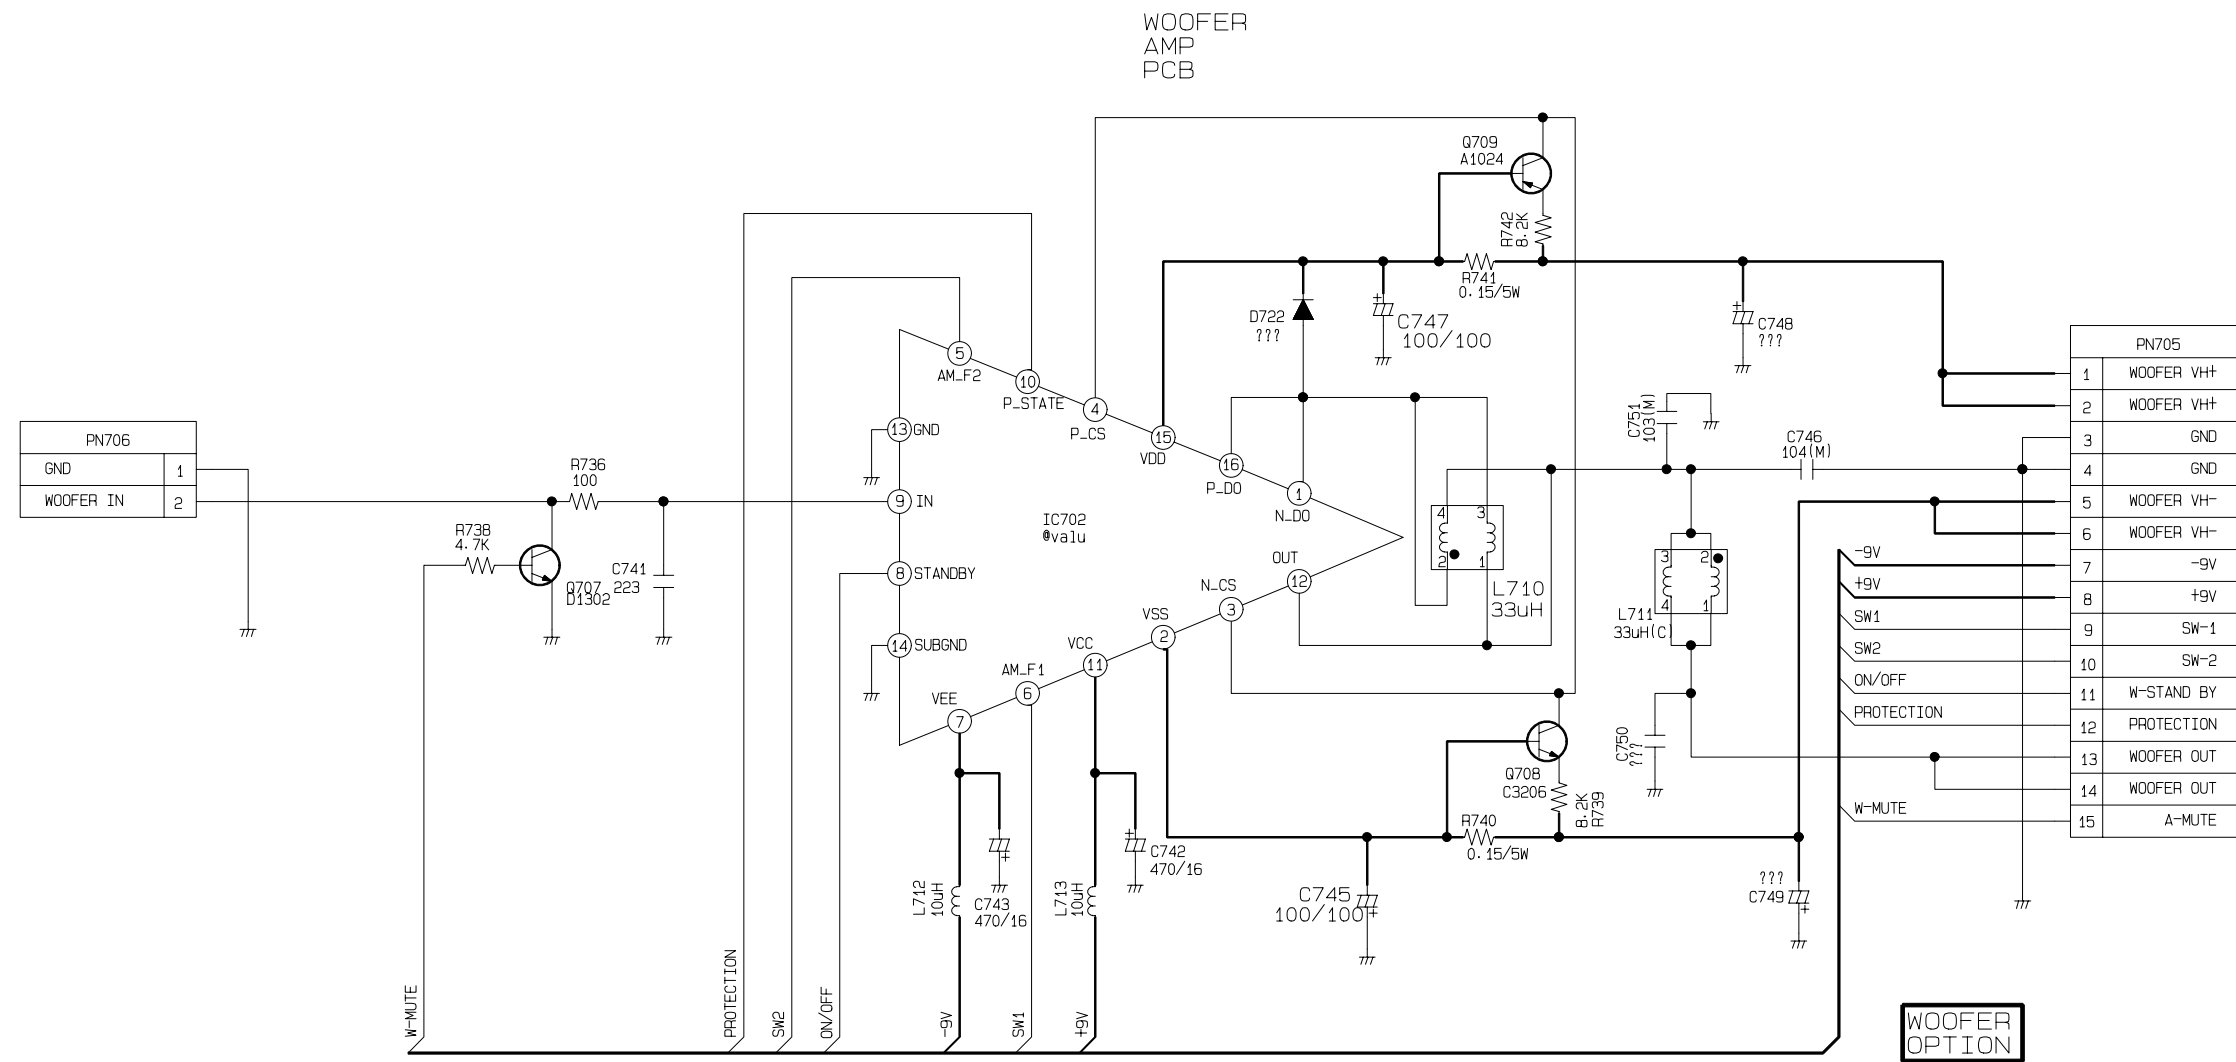 WOOFER
AMP
PCB
Q709
A1024
R742
8.2K
R741
0.15/5W
D722
???
C747
100/100
C748
???
PN705
1 WOOFER VH+
2 WOOFER VH+
3 GND
4 GND
5 WOOFER VH-
6 WOOFER VH-
7 -9V
8 +9V
9 SW-1
10 SW-2
11 W-STAND BY
12 PROTECTION
13 WOOFER OUT
14 WOOFER OUT
15 A-MUTE
PN706
GND 1
WOOFER IN 2
R736
100
R738
4.7K
Q707
D1302
C741
223
5
AM_F2
10
P_STATE
4
P_CS
15
VDD
16
P_DO
1
N_DO
13 GND
9 IN
8 STANDBY
14 SUBGND
IC702
@valu
OUT
12
N_CS
3
VSS
2
VCC
11
AM_F1
6
VEE
7
C751
103(M)
C746
104(M)
4 3
2 1
L710
33uH
3 2
4 1
L711
33uH(C)
C750
???
Q708
C3206
8.2K
R739
R740
0.15/5W
C745
100/100
???
C749
+
+
+
+
+
+
L712
10uH
C743
470/16
L713
10uH
C742
470/16
-9V
+9V
SW1
SW2
ON/OFF
PROTECTION
W-MUTE
W-MUTE
PROTECTION
SW2
ON/OFF
-9V
SW1
+9V
WOOFER
OPTION